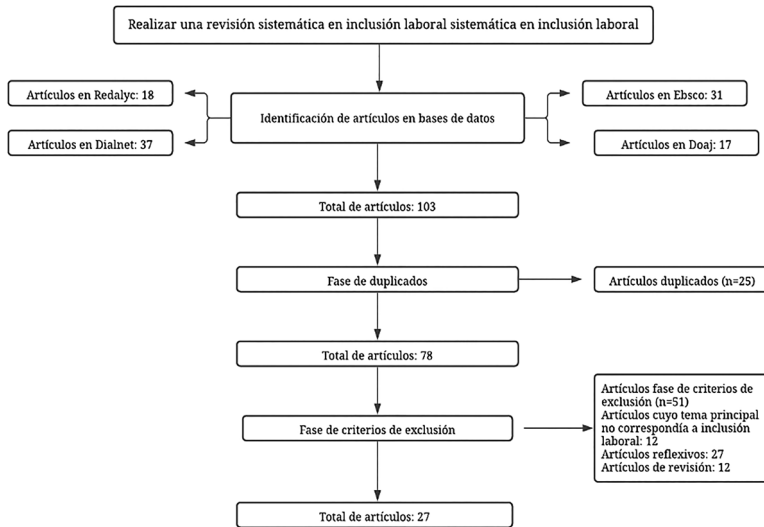 Realizar una revisión sistemática en inclusión laboral sistemática en inclusión laboral
Artículos en Redalyc: 18
Artículos en Ebsco: 31
Identificación de artículos en bases de datos
Artículos en Dialnet: 37
Artículos en Doaj: 17
Total de artículos: 103
Fase de duplicados
Artículos duplicados (n=25)
Total de artículos: 78
Artículos fase de criterios de
exclusión (n=51)
Artículos cuyo tema principal
no correspondía a inclusión
laboral: 12
Artículos reflexivos: 27
Artículos de revisión: 12
Fase de criterios de exclusión
Total de artículos: 27